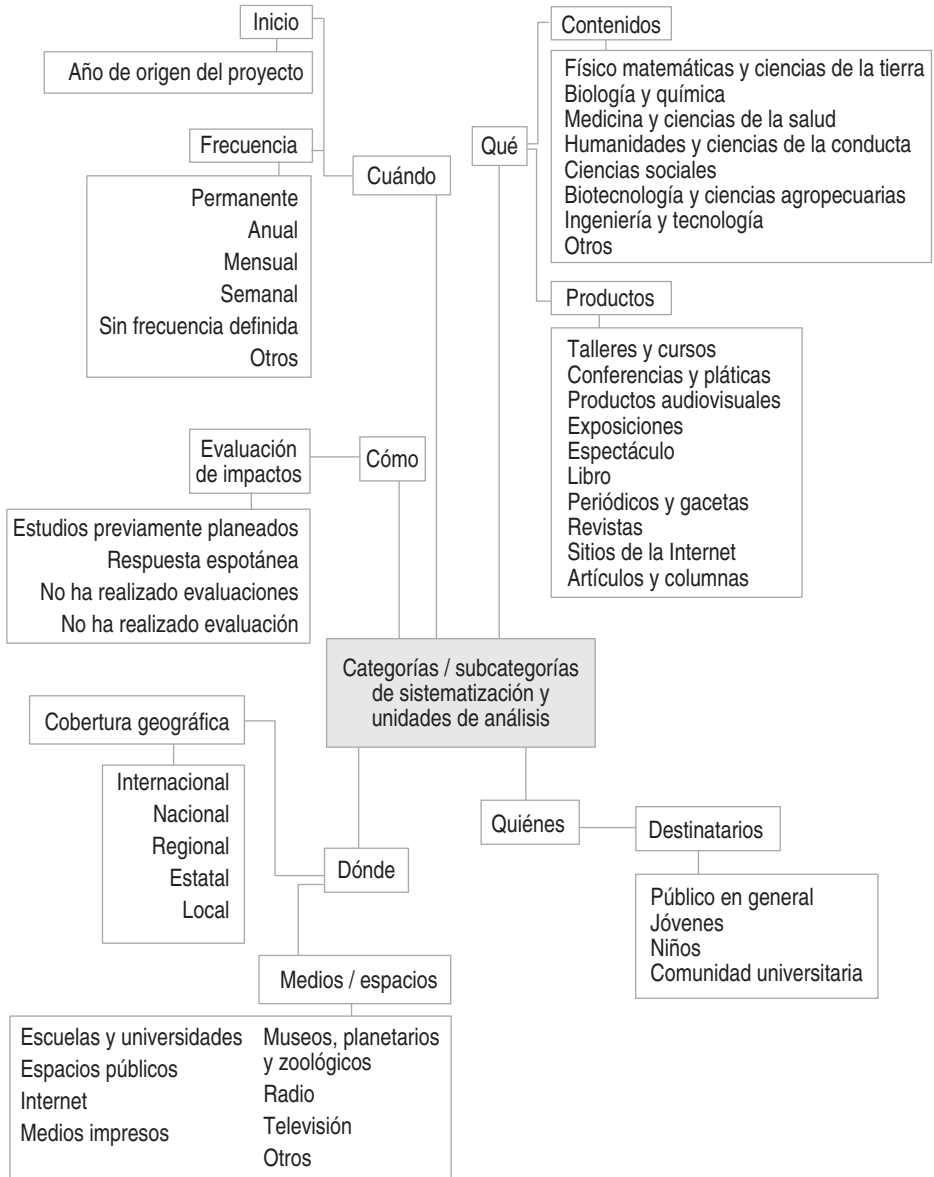 Inicio
Año de origen del proyecto
Frecuencia
Permanente
Anual
Mensual
Semanal
Sin frecuencia definida
Otros
Cuándo
Qué
Contenidos
Físico matemáticas y ciencias de la tierra
Biología y química
Medicina y ciencias de la salud
Humanidades y ciencias de la conducta
Ciencias sociales
Biotecnología y ciencias agropecuarias
Ingeniería y tecnología
Otros
Productos
Talleres y cursos
Conferencias y pláticas
Productos audiovisuales
Exposiciones
Espectáculo
Libro
Periódicos y gacetas
Revistas
Sitios de la Internet
Artículos y columnas
Evaluación
de impactos
Cómo
Estudios previamente planeados
Respuesta espotánea
No ha realizado evaluaciones
No ha realizado evaluación
Categorías / subcategorías
de sistematización y
unidades de análisis
Cobertura geográfica
Internacional
Nacional
Regional
Estatal
Local
Dónde
Quiénes
Destinatarios
Público en general
Jóvenes
Niños
Comunidad universitaria
Medios / espacios
Escuelas y universidades
Espacios públicos
Internet
Medios impresos
Museos, planetarios
y zoológicos
Radio
Televisión
Otros